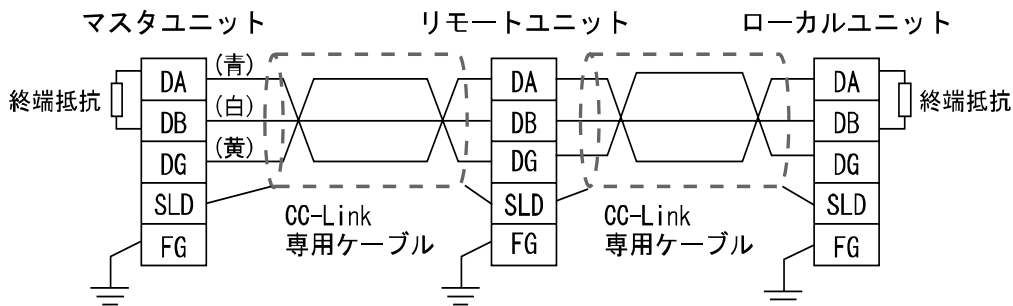 マスタユニット
リモートユニット
ローカルユニット
終端抵抗
DA
DB
DG
SLD
FG
(青)
(白)
(黄)
CC-Link
専用ケーブル
DA
DB
DG
SLD
FG
CC-Link
専用ケーブル
DA
DB
DG
SLD
FG
終端抵抗